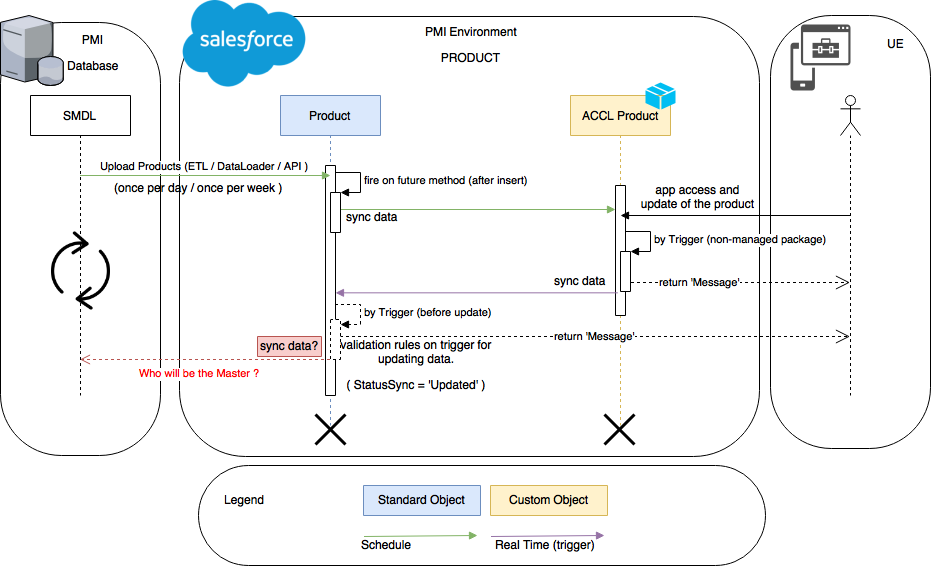 PMI
Database
salesforce
PMI Environment
PRODUCT
UE
SMDL
Product
ACCL Product
Upload Products (ETL / DataLoader / API )
(once per day / once per week )
fire on future method (after insert)
sync data
app access and
update of the product
by Trigger (non-managed package)
sync data
return 'Message'
by Trigger (before update)
return 'Message'
sync data?
validation rules on trigger for
updating data.
Who will be the Master ?
( StatusSync = 'Updated' )
Legend
Standard Object
Custom Object
Schedule
Real Time (trigger)